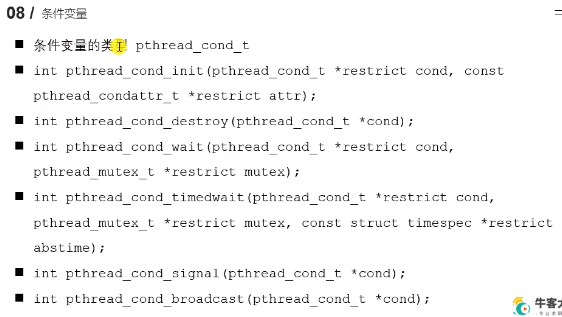 08 / 条件变量
条件变量的类型 pthread_cond_t
int pthread_cond_init(pthread_cond_t *restrict cond, const
pthread_condattr_t *restrict attr);
int pthread_cond_destroy(pthread_cond_t *cond);
int pthread_cond_wait(pthread_cond_t *restrict cond,
pthread_mutex_t *restrict mutex);
int pthread_cond_timedwait(pthread_cond_t *restrict cond,
pthread_mutex_t *restrict mutex, const struct timespec *restrict
abstime);
int pthread_cond_signal(pthread_cond_t *cond);
int pthread_cond_broadcast(pthread_cond_t *cond);
牛客